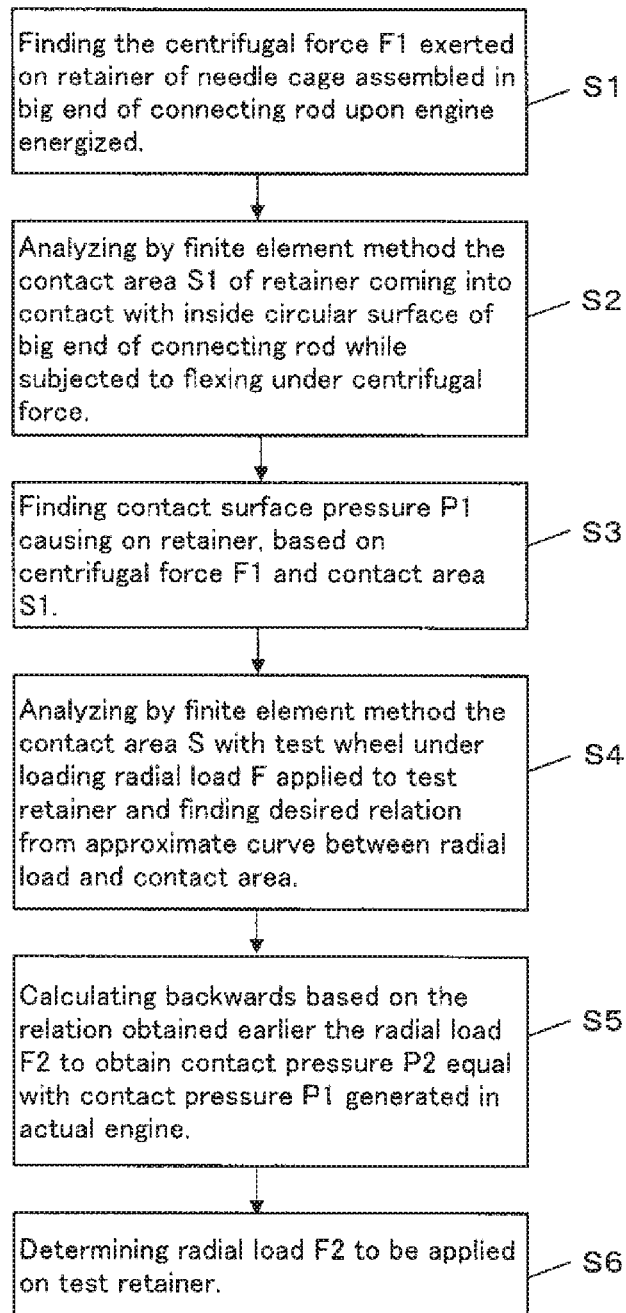 Finding the centrifugal force F1 exerted
on retainer of needle cage assembled in
big end of connecting rod upon engine
energized.
S1
Analyzing by finite element method the
contact area S1 of retainer coming into
contact with inside circular surface of
big end of connecting rod while
subjected to flexing under centrifugal
force.
S2
Finding contact surface pressure P1
causing on retainer, based on
centrifugal force F1 and contact area
S1.
S3
Analyzing by finite element method the
contact area S with test wheel under
loading radial load F applied to test
retainer and finding desired relation
from approximate curve between radial
load and contact area.
S4
Calculating backwards based on the
relation obtained earlier the radial load
F2 to obtain contact pressure P2 equal
with contact pressure P1 generated in
actual engine.
S5
Determining radial load F2 to be applied
on test retainer.
S6